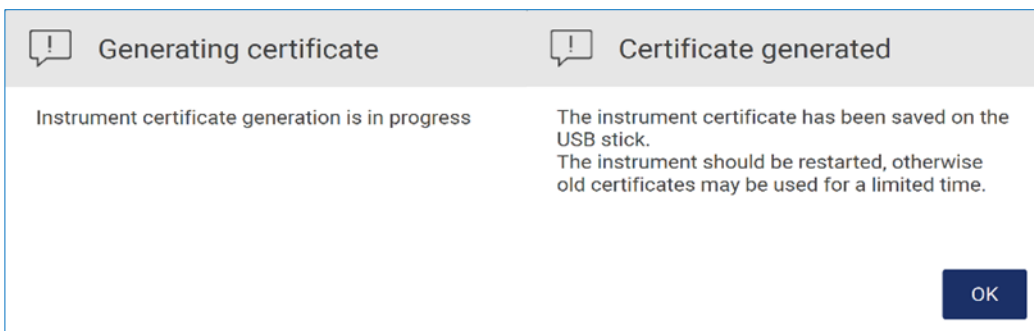 Generating certificate
Instrument certificate generation is in progress
Certificate generated
The instrument certificate has been saved on the
USB stick.
The instrument should be restarted, otherwise
old certificates may be used for a limited time.
OK